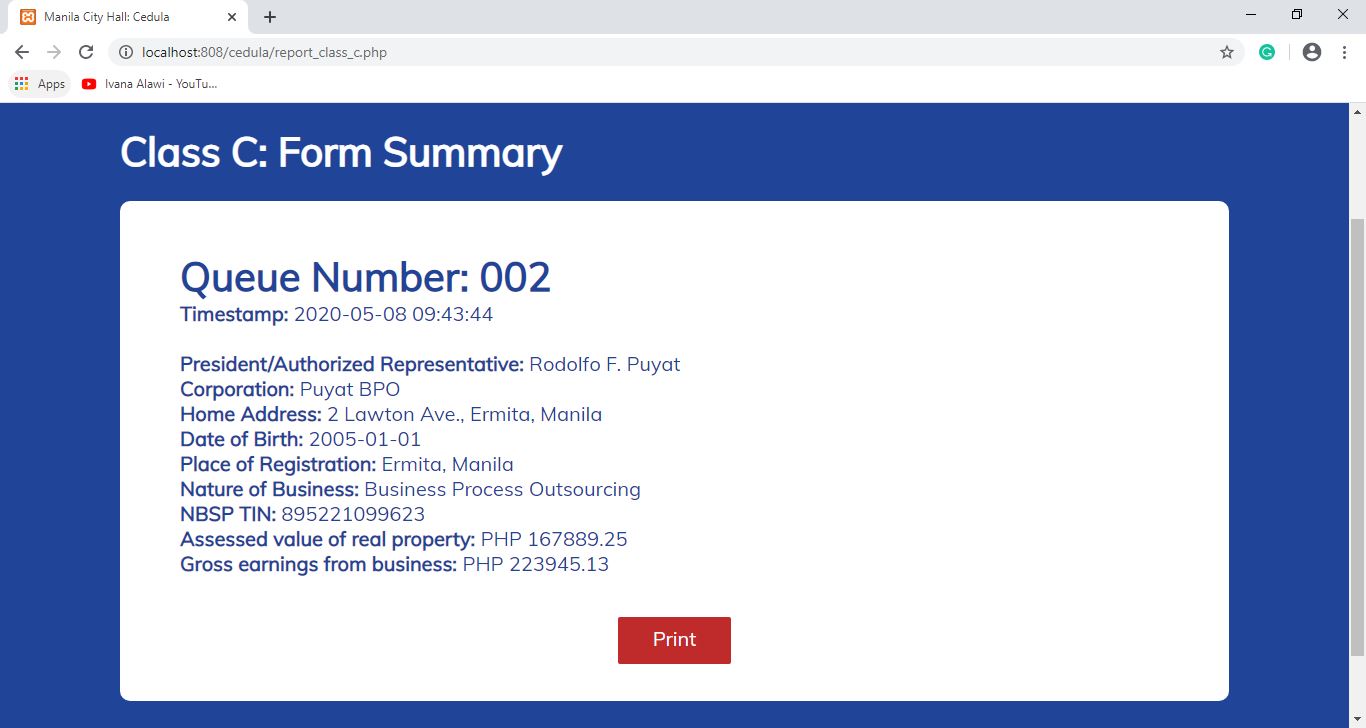 Manila City Hall: Cedula
localhost:808/cedula/report_class_c.php
Apps
Ivana Alawi - YouTu...
Class C: Form Summary
Queue Number: 002
Timestamp: 2020-05-08 09:43:44
President/Authorized Representative: Rodolfo F. Puyat
Corporation: Puyat BPO
Home Address: 2 Lawton Ave., Ermita, Manila
Date of Birth: 2005-01-01
Place of Registration: Ermita, Manila
Nature of Business: Business Process Outsourcing
NBSP TIN: 895221099623
Assessed value of real property: PHP 167889.25
Gross earnings from business: PHP 223945.13
Print